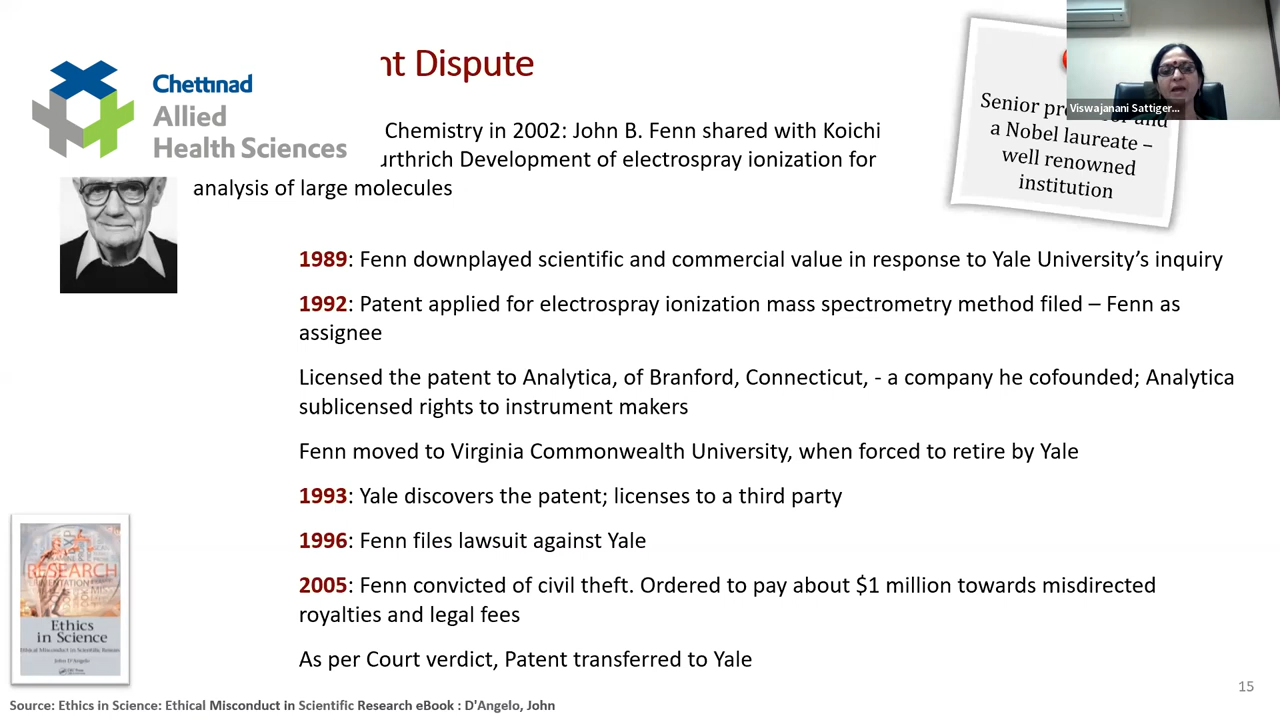 nt Dispute
Chettinad
Allied
Health Sciences
Chemistry in 2002: John B. Fenn shared with Koichi
urthrich Development of electrospray ionization for
analysis of large molecules
Senior and
a Nobel laureate –
well renowned
institution
Viswajanani Sattiger...
1989: Fenn downplayed scientific and commercial value in response to Yale University’s inquiry
1992: Patent applied for electrospray ionization mass spectrometry method filed – Fenn as
assignee
Licensed the patent to Analytica, of Branford, Connecticut, - a company he cofounded; Analytica
sublicensed rights to instrument makers
Fenn moved to Virginia Commonwealth University, when forced to retire by Yale
1993: Yale discovers the patent; licenses to a third party
1996: Fenn files lawsuit against Yale
2005: Fenn convicted of civil theft. Ordered to pay about $1 million towards misdirected
royalties and legal fees
As per Court verdict, Patent transferred to Yale
RESEARCH
Ethics
in Science
Ethical Misconduct in Scientific
John D'Angelo
15
Source: Ethics in Science: Ethical Misconduct in Scientific Research eBook : D'Angelo, John